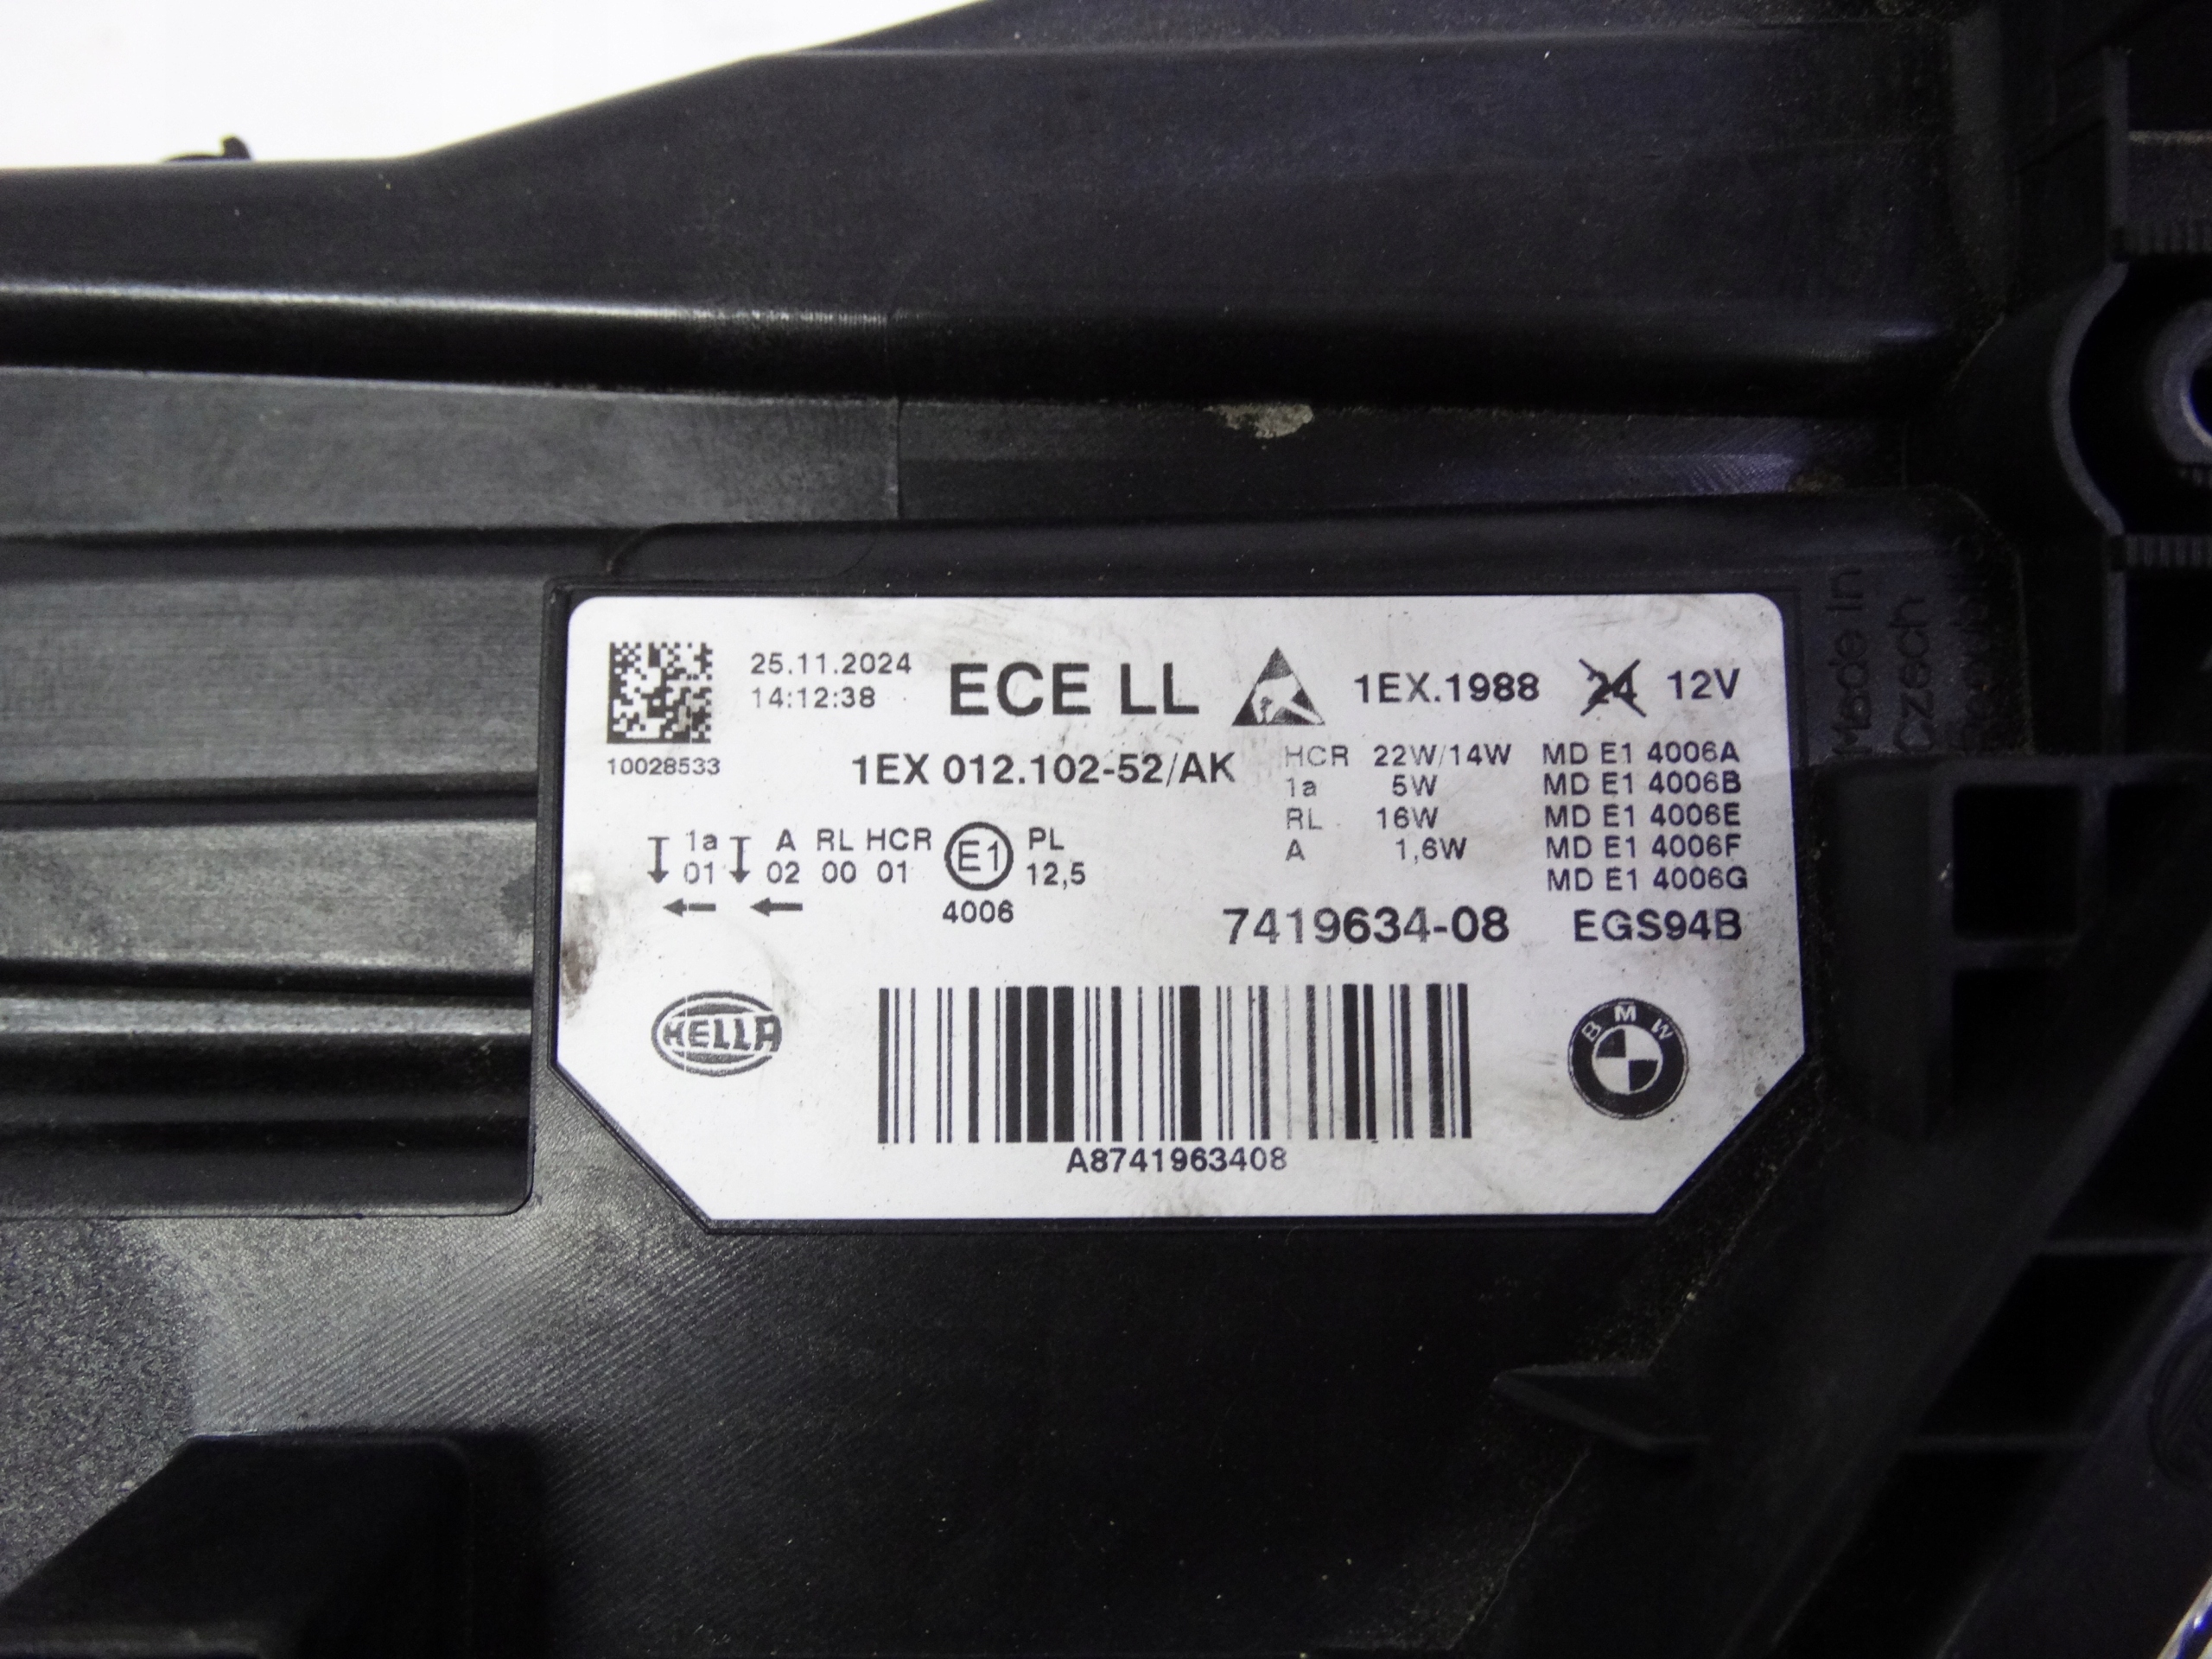 25.11.2024
14:12:38
ECE LL
1EX.1988
24 12V
10028533
1EX 012.102-52/AK
HCR 22W/14W MD E1 4006A
1a 5W MD E1 4006B
RL 16W MD E1 4006E
A 1,6W MD E1 4006F
MD E1 4006G
1a A RL HCR E1 PL
01 02 00 01 12,5
4006
7419634-08 EGS94B
HELLA
BMW
A8741963408
Made In
Czech